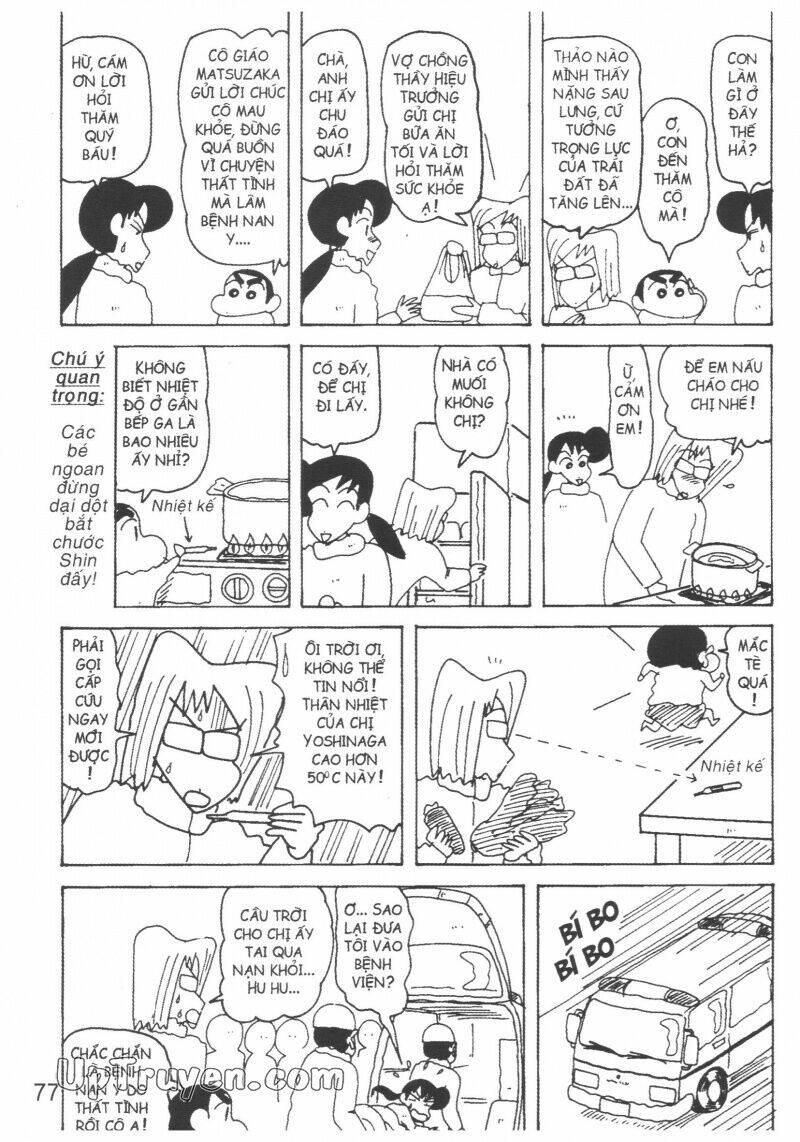 CON
LÀM
GÌ Ở
ĐÂY
THẾ
HẢ?
Ơ,
CON
ĐẾN
THĂM
CÔ
MÀ!
THẢO NÀO
MÌNH THẤY
NẶNG SAU
LƯNG, CỨ
TƯỞNG
TRỌNG LỰC
CỦA TRÁI
ĐẤT ĐÃ
TĂNG LÊN...
VỢ CHỒNG
THẦY HIỆU
TRƯỞNG
GỬI CHỊ
BỮA ĂN
TỐI VÀ LỜI
HỎI THĂM
SỨC KHỎE
Ạ!
CHÀ,
ANH
CHỊ ẤY
CHU
ĐÁO
QUÁ!
CÔ GIÁO
MATSUZAKA
GỬI LỜI CHÚC
CÔ MAU
KHỎE, ĐỪNG
QUÁ BUỒN
VÌ CHUYỆN
THẤT TÌNH
MÀ LÂM
BỆNH NAN
Y....
HỪ, CÁM
ƠN LỜI
HỎI
THĂM
QUÝ
BÁU!
ĐỂ EM NẤU
CHÁO CHO
CHỊ NHÉ!
Ừ,
CẢM
ƠN
EM!
NHÀ CÓ
MUỐI
KHÔNG
CHỊ?
CÓ ĐẤY,
ĐỂ CHỊ
ĐI LẤY.
KHÔNG
BIẾT NHIỆT
ĐỘ Ở GẦN
BẾP GA LÀ
BAO NHIÊU
ẤY NHỈ?
Nhiệt kế
Chú ý
quan
trọng:
Các
bé
ngoan
đừng
dại dột
bắt
chước
Shin
đấy!
MẮC
TÈ
QUÁ!
Nhiệt kế
ÔI TRỜI ƠI,
KHÔNG THỂ
TIN NỔI!
THÂN NHIỆT
CỦA CHỊ
YOSHINAGA
CAO HƠN
50°C NÀY!
PHẢI
GỌI
CẤP
CỨU
NGAY
MỚI
ĐƯỢC
!
BÍ BO
BÍ BO
Ơ... SAO
LẠI ĐƯA
TÔI VÀO
BỆNH
VIỆN?
CẦU TRỜI
CHO CHỊ ẤY
TAI QUA
NẠN KHỎI...
HU HU...
CHẮC CHẮN
LÀ BỆNH
NAN Y DO
THẤT TÌNH
RỒI CÔ Ạ!
77
UpTruyen.com